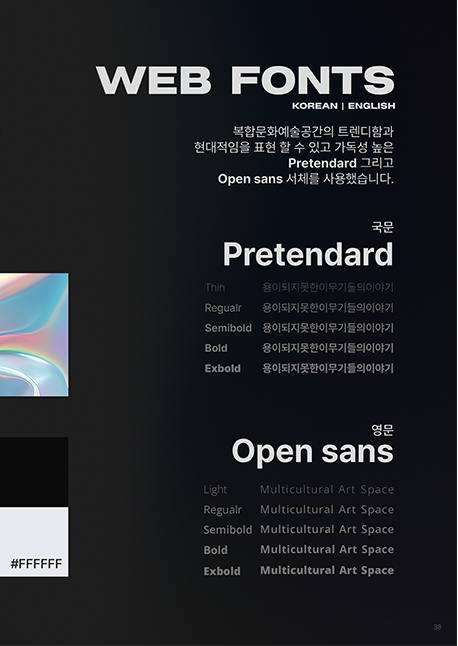 WEB FONTS
KOREAN | ENGLISH
복합문화예술공간의 트렌디함과
현대적임을 표현 할 수 있고 가독성 높은
Pretendard 그리고
Open sans 서체를 사용했습니다.
국문
Pretendard
Thin 용이되지못한이무기들의이야기
Regualr 용이되지못한이무기들의이야기
Semibold 용이되지못한이무기들의이야기
Bold 용이되지못한이무기들의이야기
Exbold 용이되지못한이무기들의이야기
영문
Open sans
Light Multicultural Art Space
Regualr Multicultural Art Space
Semibold Multicultural Art Space
Bold Multicultural Art Space
Exbold Multicultural Art Space
#FFFFFF
38